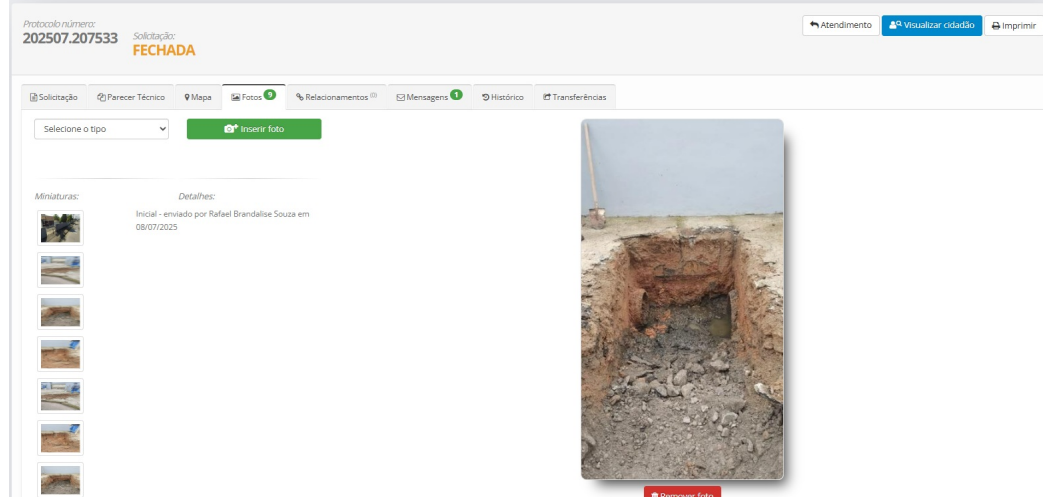 Protocolo número:
202507.207533
Solicitação:
FECHADA
Atendimento
Visualizar cidadão
Imprimir
Solicitação
Parecer Técnico
Mapa
Fotos 9
Relacionamentos
Mensagens 1
Histórico
Transferências
Selecione o tipo
Inserir foto
Miniaturas:
Detalhes:
Inicial - enviado por Rafael Brandalise Souza em
08/07/2025
Remover foto